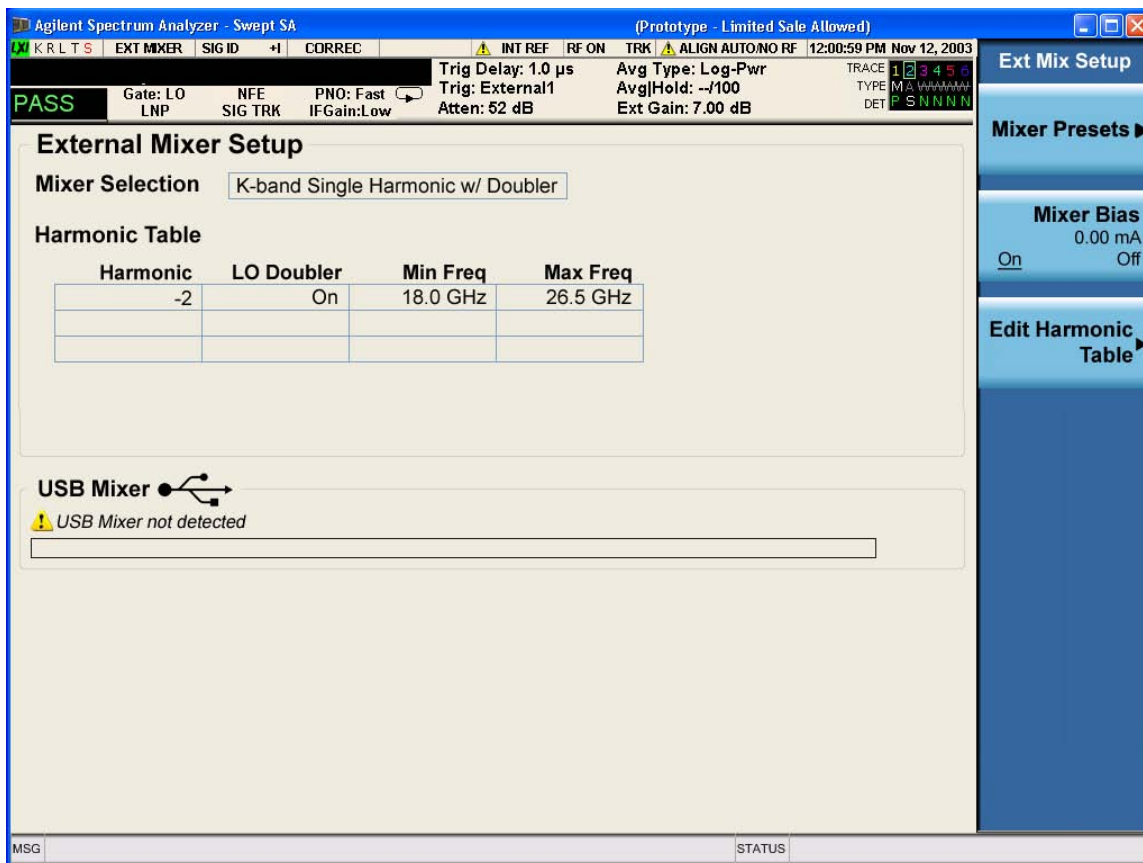 Agilent Spectrum Analyzer - Swept SA (Prototype - Limited Sale Allowed)
LXI K R L T S EXT MIXER SIG ID +I CORREC INT REF RF ON TRK ALIGN AUTO/NO RF 12:00:59 PM Nov 12, 2003
PASS
Gate: LO
LNP
NFE
SIG TRK
PNO: Fast
IFGain:Low
Trig Delay: 1.0 µs
Trig: External1
Atten: 52 dB
Avg Type: Log-Pwr
Avg|Hold: --/100
Ext Gain: 7.00 dB
TRACE 1 2 3 4 5 6
TYPE M A W W W W
DET P S N N N N
External Mixer Setup
Mixer Selection K-band Single Harmonic w/ Doubler
Harmonic Table
Harmonic LO Doubler Min Freq Max Freq
-2 On 18.0 GHz 26.5 GHz
USB Mixer
USB Mixer not detected
MSG STATUS
Ext Mix Setup
Mixer Presets
Mixer Bias
0.00 mA
On Off
Edit Harmonic
Table